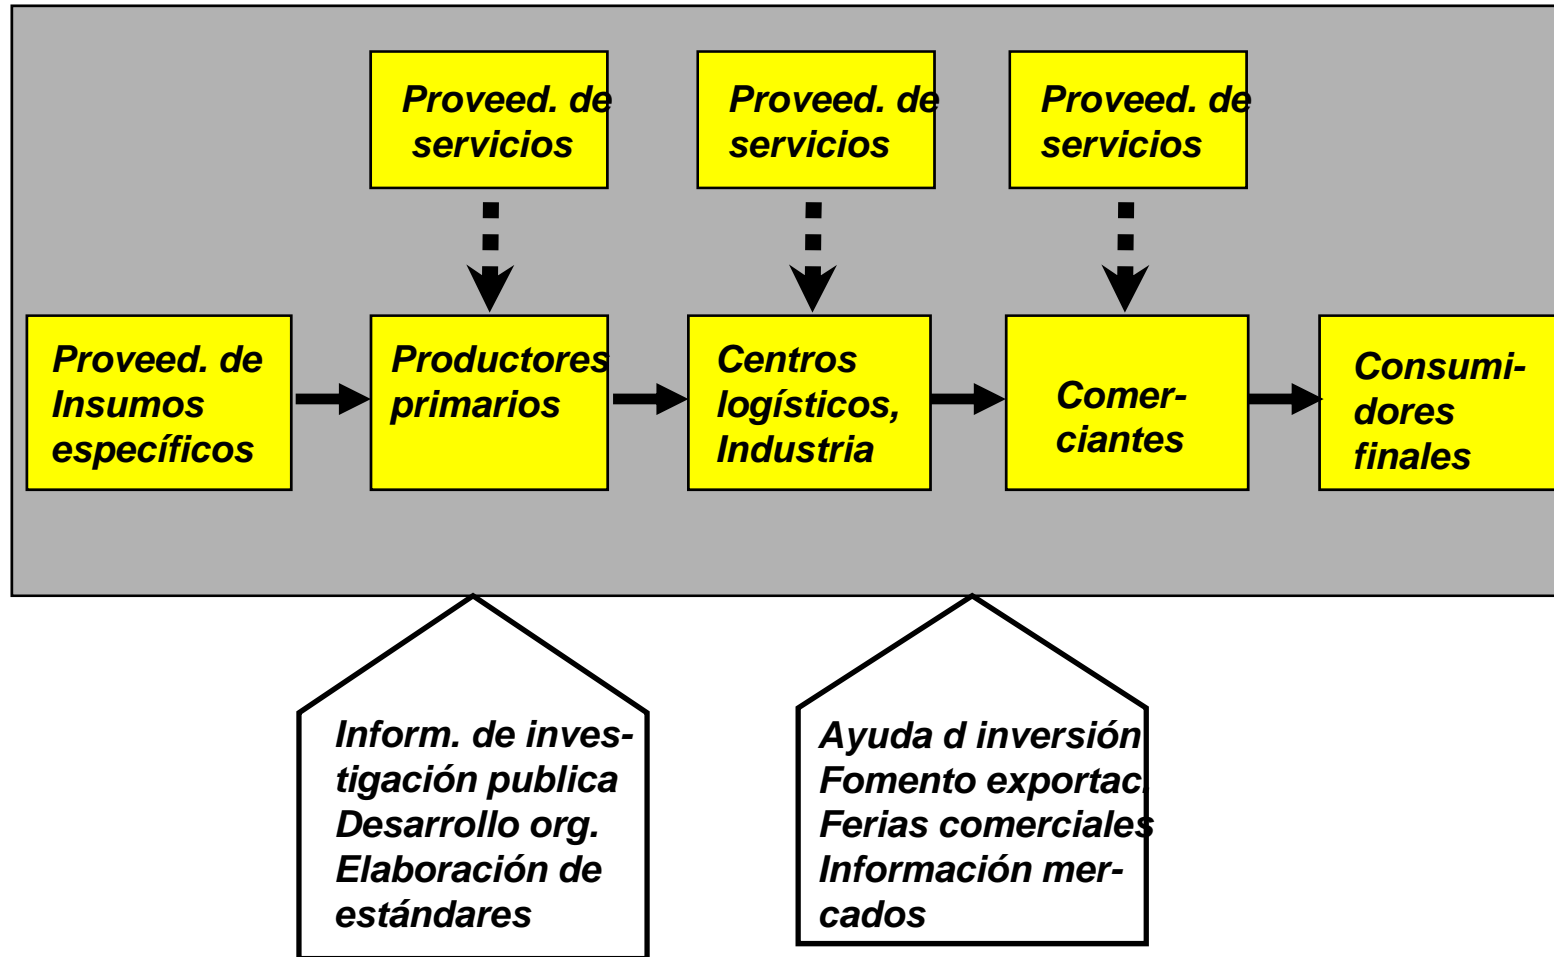 Proveed. de
servicios
Proveed. de
servicios
Proveed. de
servicios
Proveed. de
Insumos
específicos
Productores
primarios
Centros
logísticos,
Industria
Comer-
ciantes
Consumi-
dores
finales
Inform. de inves-
tigación publica
Desarrollo org.
Elaboración de
estándares
Ayuda d inversión
Fomento exportac.
Ferias comerciales
Información mer-
cados